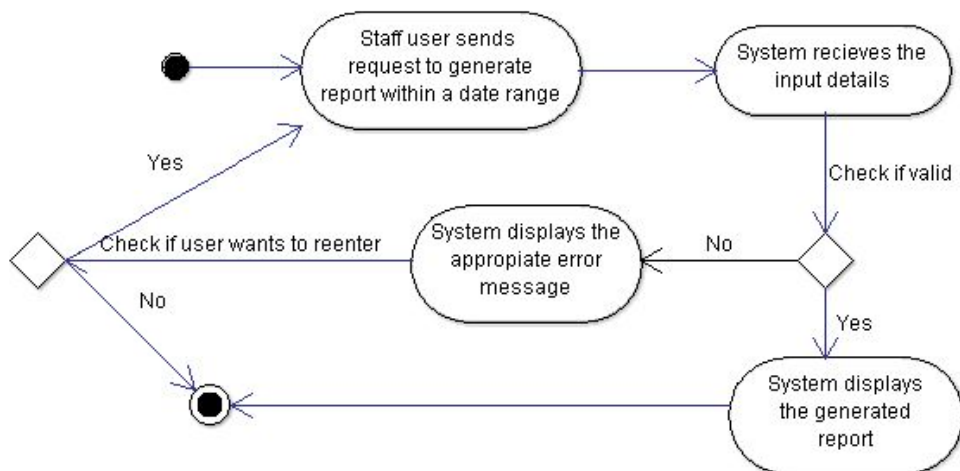 Staff user sends
request to generate
report within a date range
System recieves the
input details
Yes
Check if valid
Check if user wants to reenter
System displays the
appropiate error
message
No
No
Yes
System displays
the generated
report